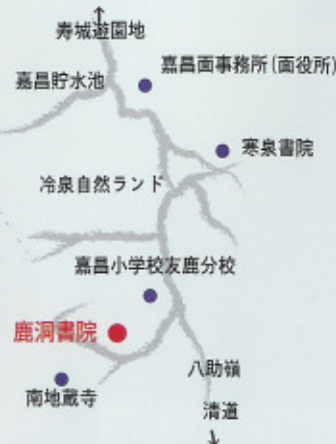 寿城遊園地
嘉昌面事務所(面役所)
嘉昌貯水池
寒泉書院
冷泉自然ランド
嘉昌小学校友鹿分校
鹿洞書院
八助嶺
南地蔵寺
清道